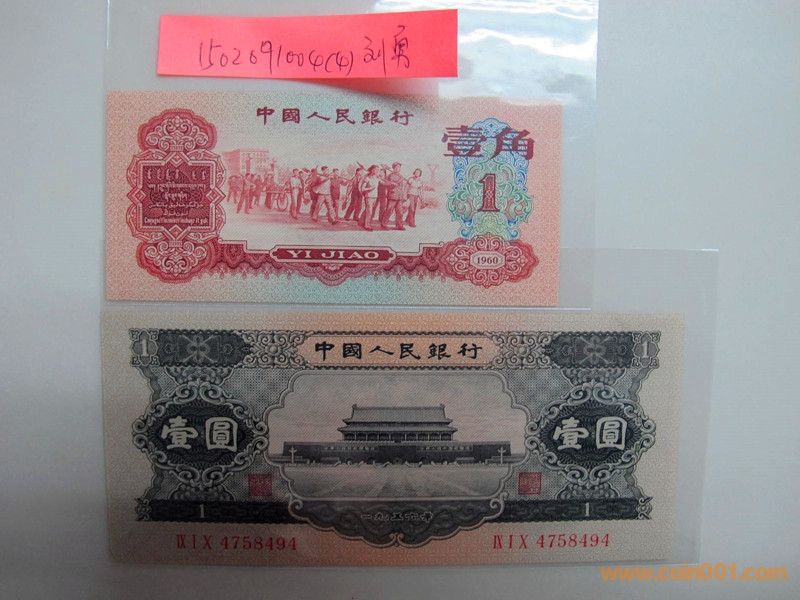 1502091004(4) 刘勇
中國人民銀行
壹角
1
YI JIAO
1960
1 中國人民銀行 1
壹圓 壹圓
1 一九五六年 1
IX I X 4758494 IX I X 4758494
www.coin001.com